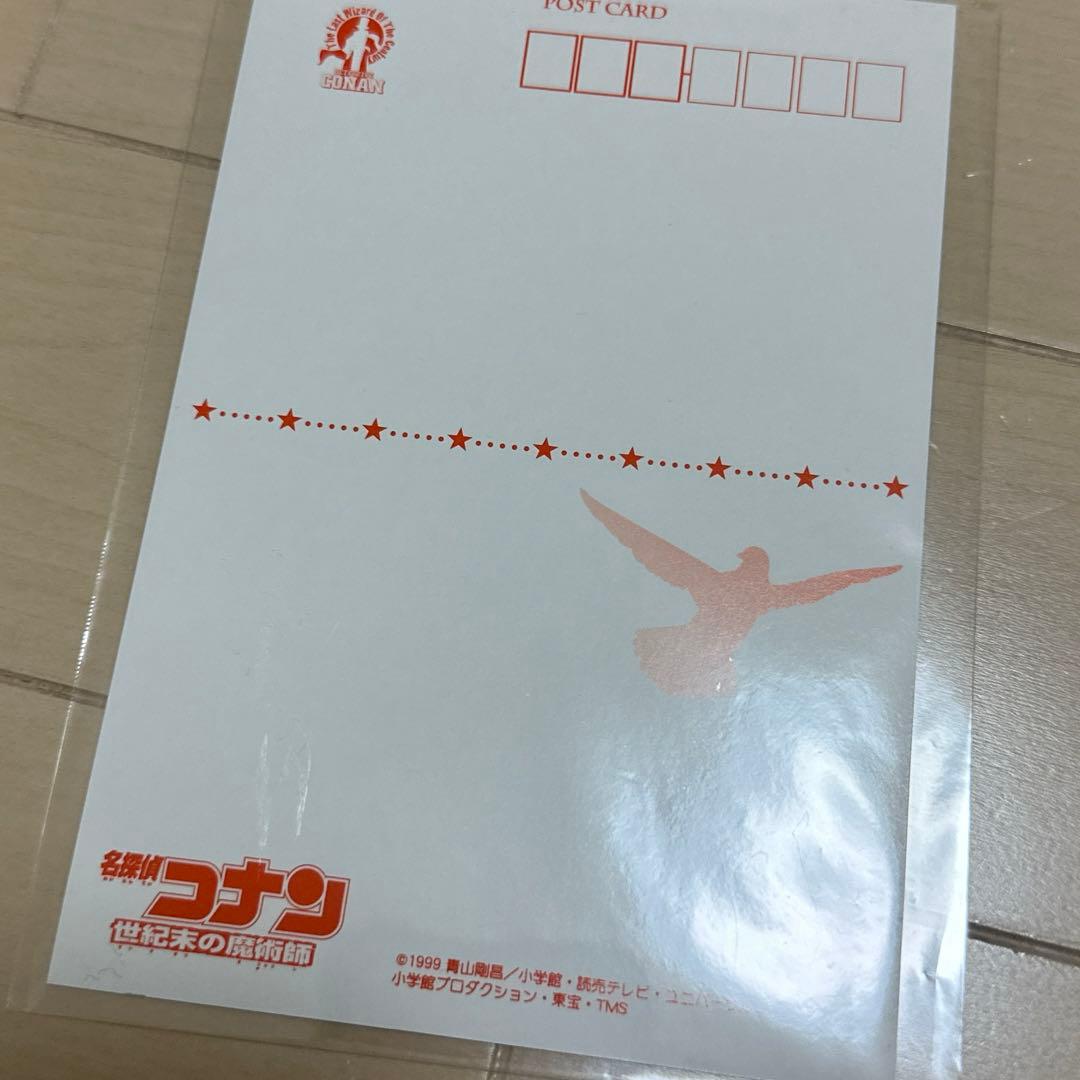 POST CARD
The Last Wizard Of The Century
CONAN
名探偵
コナン
世紀末の魔術師
©1999 青山剛昌／小学館・読売テレビ・ユニバー
小学館プロダクション・東宝・TMS